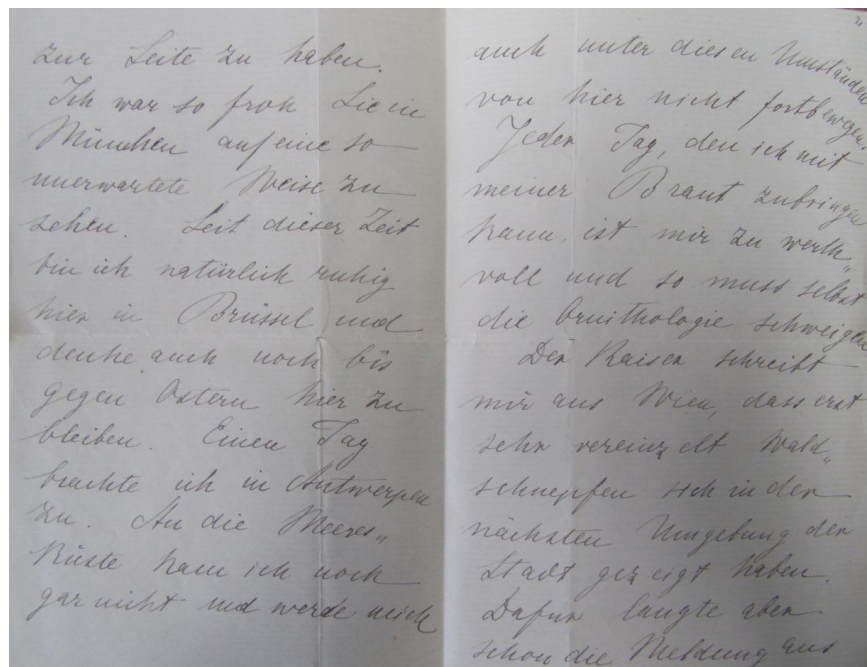 zur Seite zu haben.
Ich war so froh Sie in
München auf eine so
unerwartete Weise zu
sehen. Seit dieser Zeit
bin ich natürlich ruhig
hier in Brüssel und
denke auch noch bis
gegen Ostern hier zu
bleiben. Einen Tag
brachte ich in Antwerpen
zu. An die Meeres„
Küste kam ich noch
gar nicht und werde mich
auch unter diesen Umständen
von hier nicht fortbewegen.
Jeder Tag, den ich mit
meiner Braut zubringen
kann, ist mir zu werth„
voll und so muss selbst
die Ornithologie schweigen
Der Kaiser schreibt
mir aus Wien, dass erst
sehr vereinzelt Wald„
schnepfen sich in der
nächsten Umgebung der
Stadt gezeigt haben.
Dafür langte aber
schon die Meldung aus